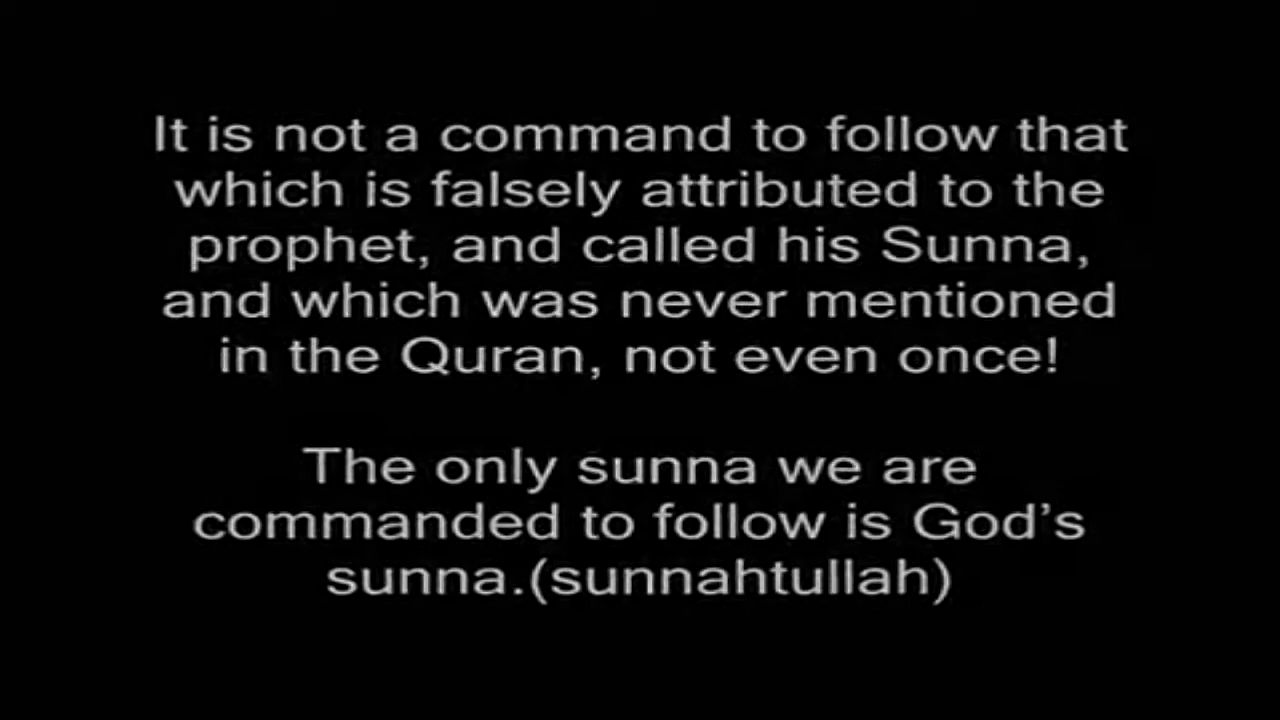 It is not a command to follow that
which is falsely attributed to the
prophet, and called his Sunna,
and which was never mentioned
in the Quran, not even once!
The only sunna we are
commanded to follow is God’s
sunna.(sunnahtullah)